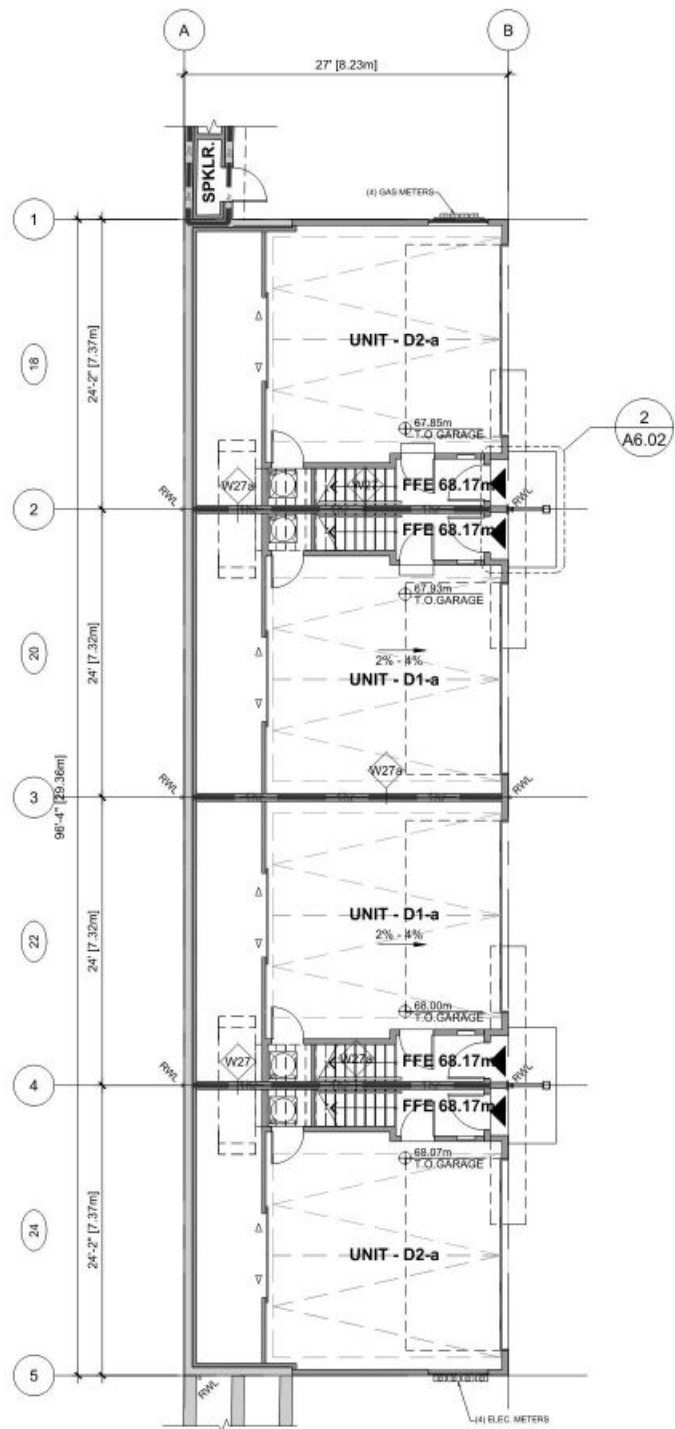 A
B
27' [8.23m]
SPKLR.
(4) GAS METERS
1
18
24'-2" [7.37m]
UNIT - D2-a
67.85m
T.O.GARAGE
2
A6.02
W27a
W27
FFE 68.17m
RWL
RWL
2
FFE 68.17m
67.93m
T.O.GARAGE
20
24' [7.32m]
2% - 4%
UNIT - D1-a
W27a
RWL
RWL
3
96'-4" [29.36m]
22
24' [7.32m]
UNIT - D1-a
2% - 4%
68.00m
T.O.GARAGE
W27
W27a
FFE 68.17m
RWL
RWL
4
FFE 68.17m
68.07m
T.O.GARAGE
24
24'-2" [7.37m]
UNIT - D2-a
5
RWL
(4) ELEC. METERS